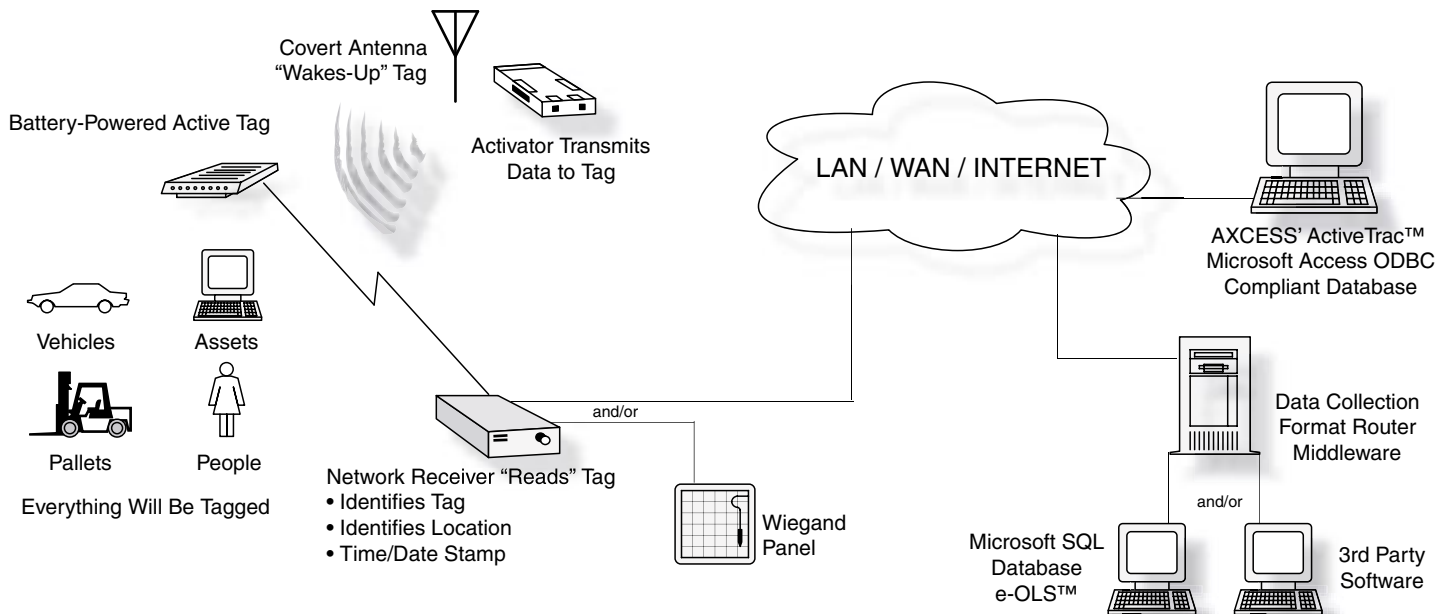 Covert Antenna
“Wakes-Up” Tag
Battery-Powered Active Tag
Activator Transmits
Data to Tag
LAN / WAN / INTERNET
AXCESS’ ActiveTrac™
Microsoft Access ODBC
Compliant Database
Vehicles
Assets
Pallets
People
Everything Will Be Tagged
and/or
Network Receiver “Reads” Tag
• Identifies Tag
• Identifies Location
• Time/Date Stamp
Wiegand
Panel
Data Collection
Format Router
Middleware
and/or
Microsoft SQL
Database
e-OLS™
3rd Party
Software